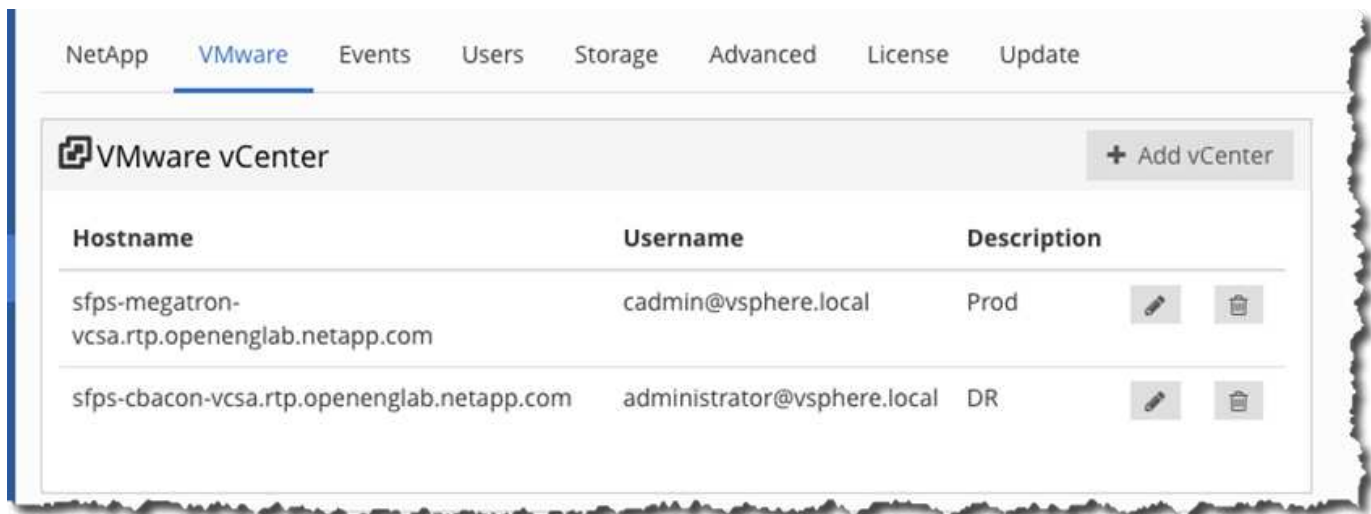 NetApp VMware Events Users Storage Advanced License Update
VMware vCenter + Add vCenter
Hostname Username Description
sfps-megatron- cadmin@vsphere.local Prod
vcsa.rtp.openenglab.netapp.com
sfps-cbacon-vcsa.rtp.openenglab.netapp.com administrator@vsphere.local DR